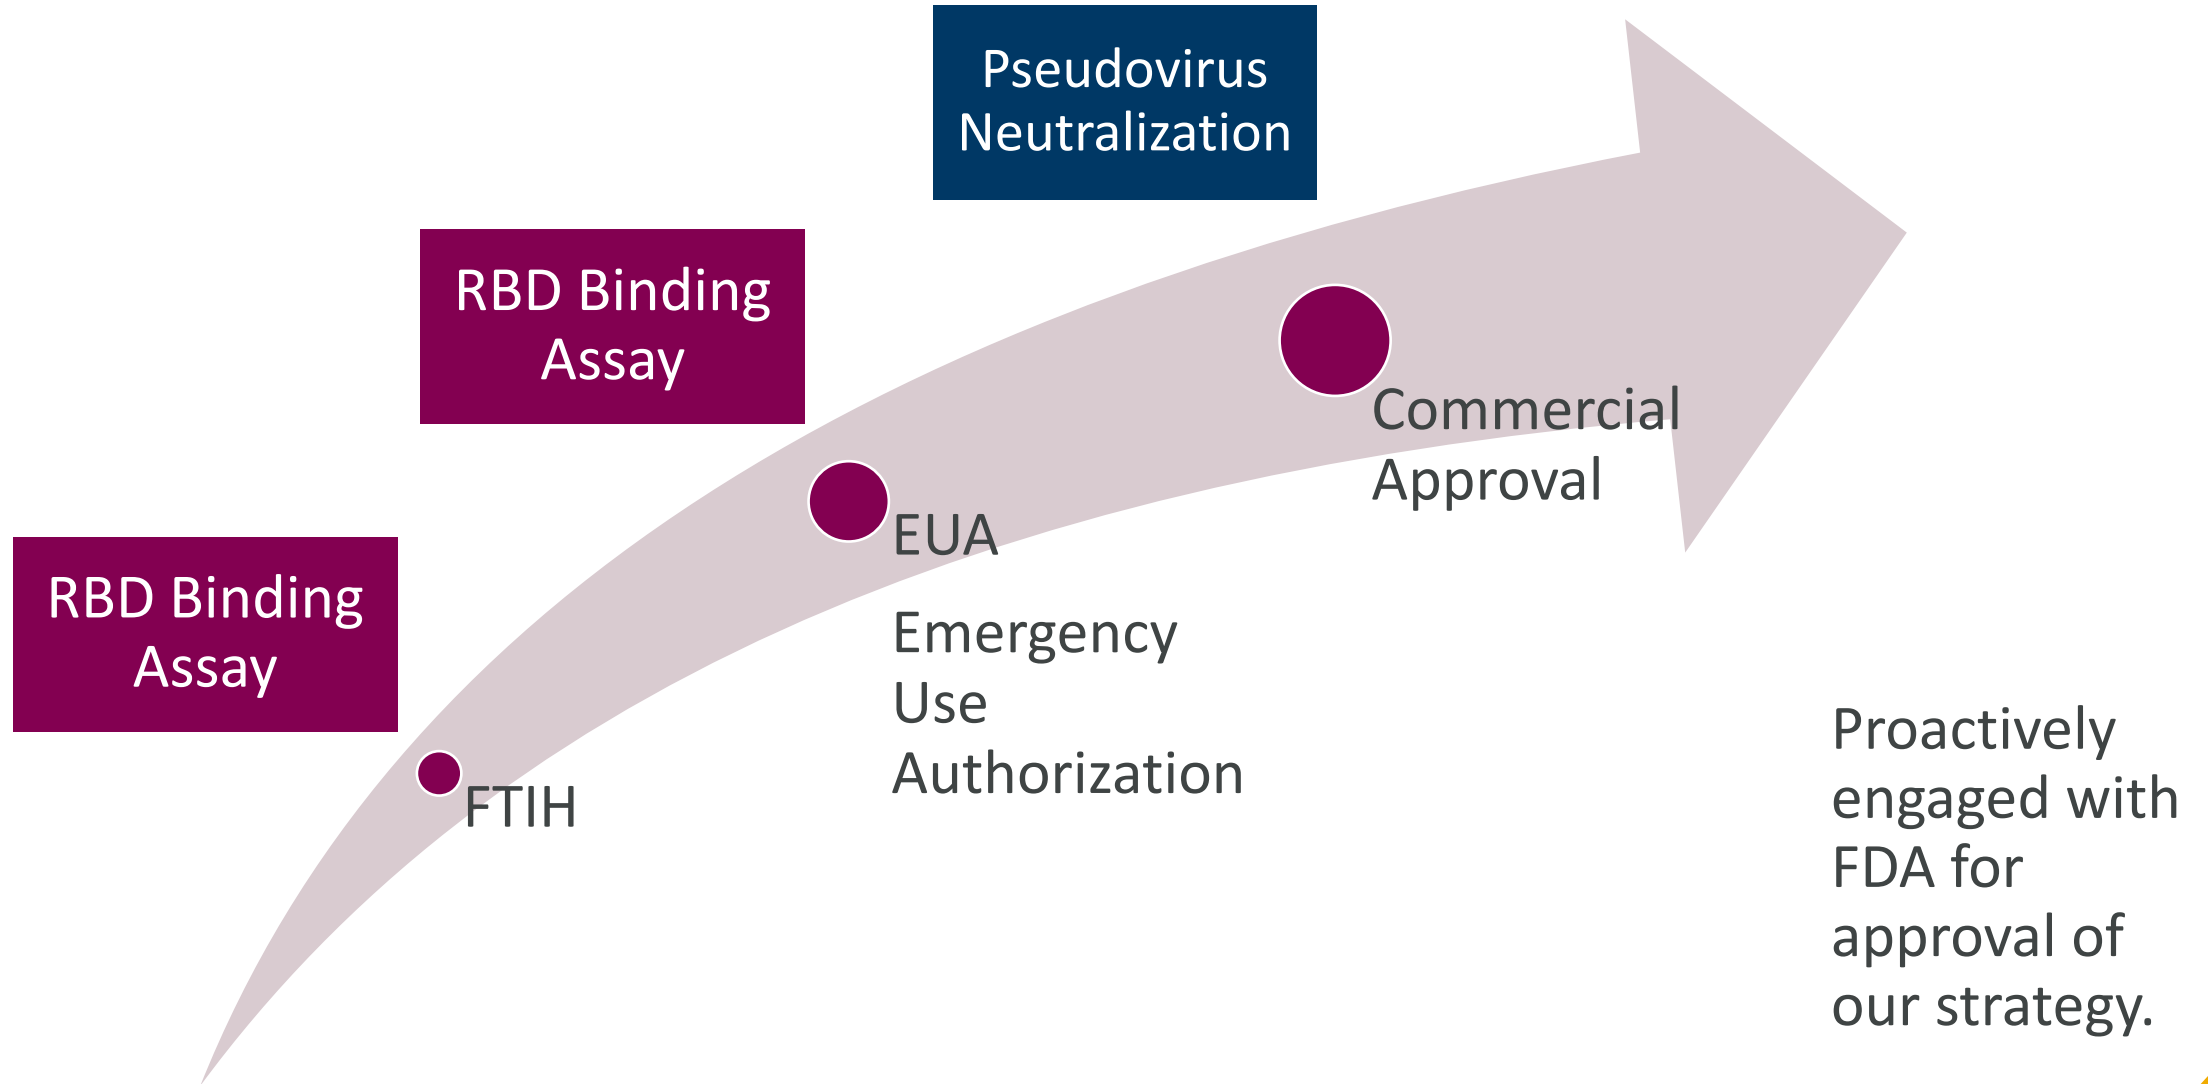 Pseudovirus
Neutralization
RBD Binding
Assay
RBD Binding
Assay
Commercial
Approval
EUA
Emergency
Use
Authorization
FTIH
Proactively
engaged with
FDA for
approval of
our strategy.